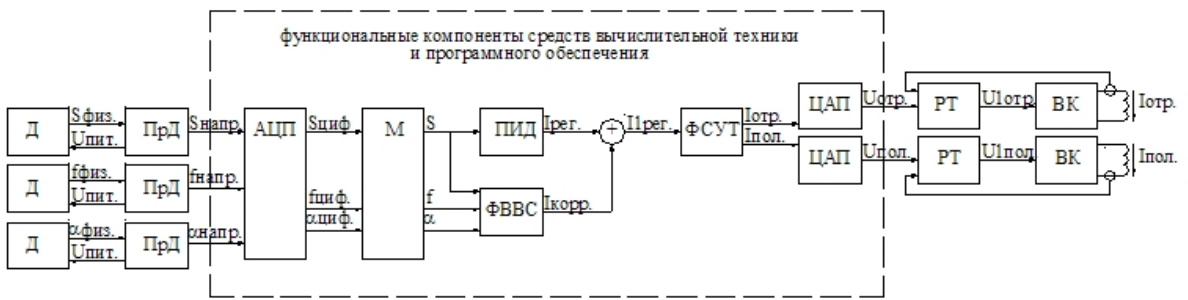 функциональные компоненты средств вычислительной техники
и программного обеспечения
Д
Sфиз.
Uпит.
ПрД
Sнапр.
АЦП
Sциф.
М
S
ПИД
Iрег.
+
I1рег.
ФСУТ
Iотр.
Iпол.
ЦАП
Uотр.
РТ
U1отр.
ВК
Iотр.
ЦАП
Uпол.
РТ
U1пол.
ВК
Iпол.
Д
fфиз.
Uпит.
ПрД
fнапр.
fциф.
αциф.
f
α
ФВВС
Iкорр.
Д
αфиз.
Uпит.
ПрД
αнапр.